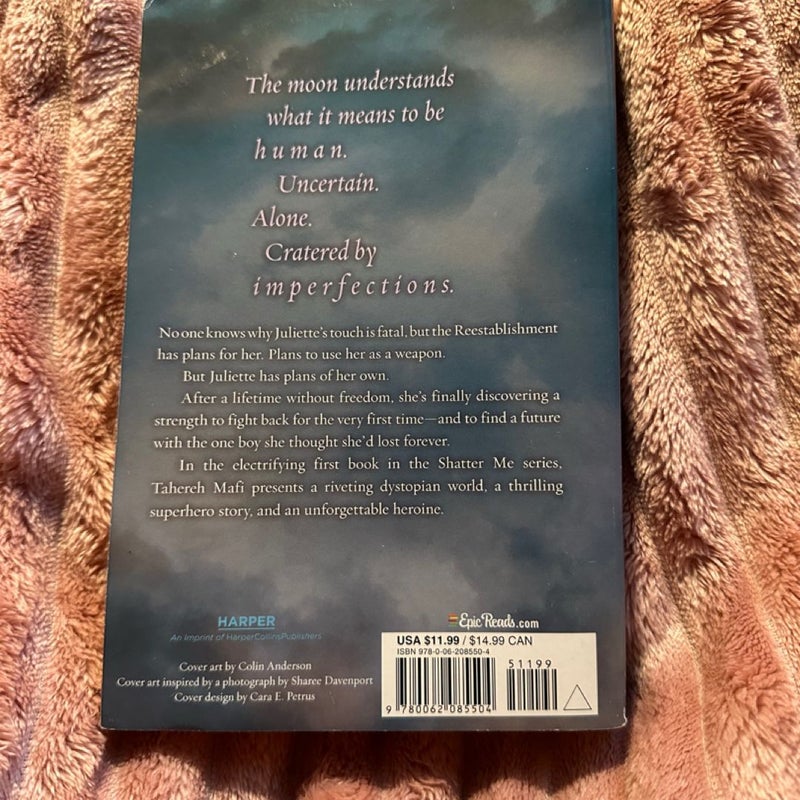 The moon understands
what it means to be
human.
Uncertain.
Alone.
Cratered by
imperfections.
No one knows why Juliette's touch is fatal, but the Reestablishment
has plans for her. Plans to use her as a weapon.
But Juliette has plans of her own.
After a lifetime without freedom, she's finally discovering a
strength to fight back for the very first time—and to find a future
with the one boy she thought she'd lost forever.
In the electrifying first book in the Shatter Me series,
Tahereh Mafi presents a riveting dystopian world, a thrilling
superhero story, and an unforgettable heroine.
HARPER
An Imprint of HarperCollinsPublishers
EpicReads.com
Cover art by Colin Anderson
Cover art inspired by a photograph by Sharee Davenport
Cover design by Cara E. Petrus
USA $11.99 / $14.99 CAN
ISBN 978-0-06-208550-4
51199
9 780062 085504